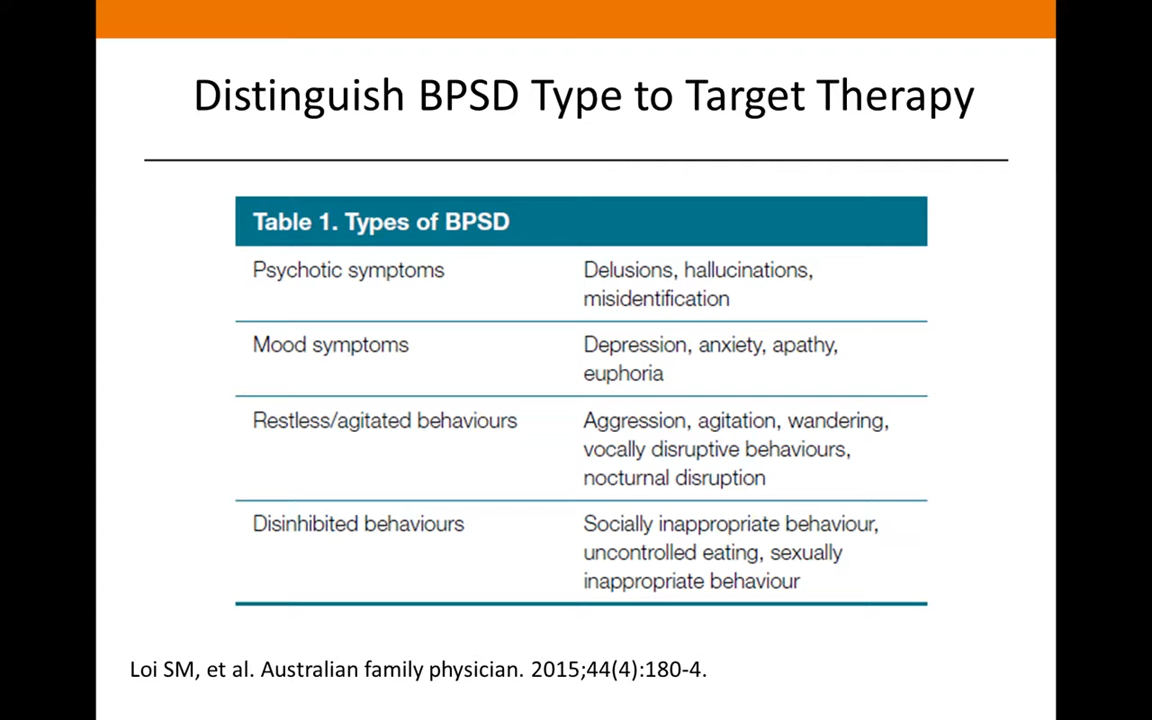 Distinguish BPSD Type to Target Therapy
Table 1. Types of BPSD
Psychotic symptoms
Delusions, hallucinations,
misidentification
Mood symptoms
Depression, anxiety, apathy,
euphoria
Restless/agitated behaviours
Aggression, agitation, wandering,
vocally disruptive behaviours,
nocturnal disruption
Disinhibited behaviours
Socially inappropriate behaviour,
uncontrolled eating, sexually
inappropriate behaviour
Loi SM, et al. Australian family physician. 2015;44(4):180-4.